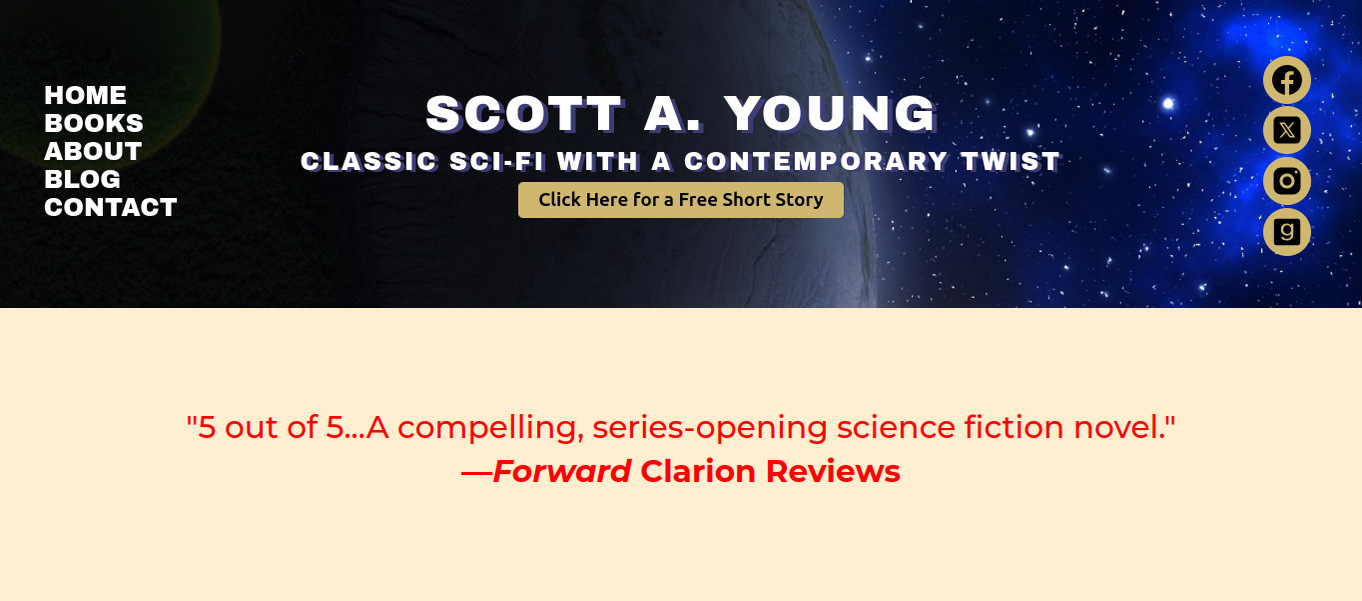 HOME
BOOKS
ABOUT
BLOG
CONTACT
SCOTT A. YOUNG
CLASSIC SCI-FI WITH A CONTEMPORARY TWIST
Click Here for a Free Short Story
"5 out of 5...A compelling, series-opening science fiction novel."
—Forward Clarion Reviews